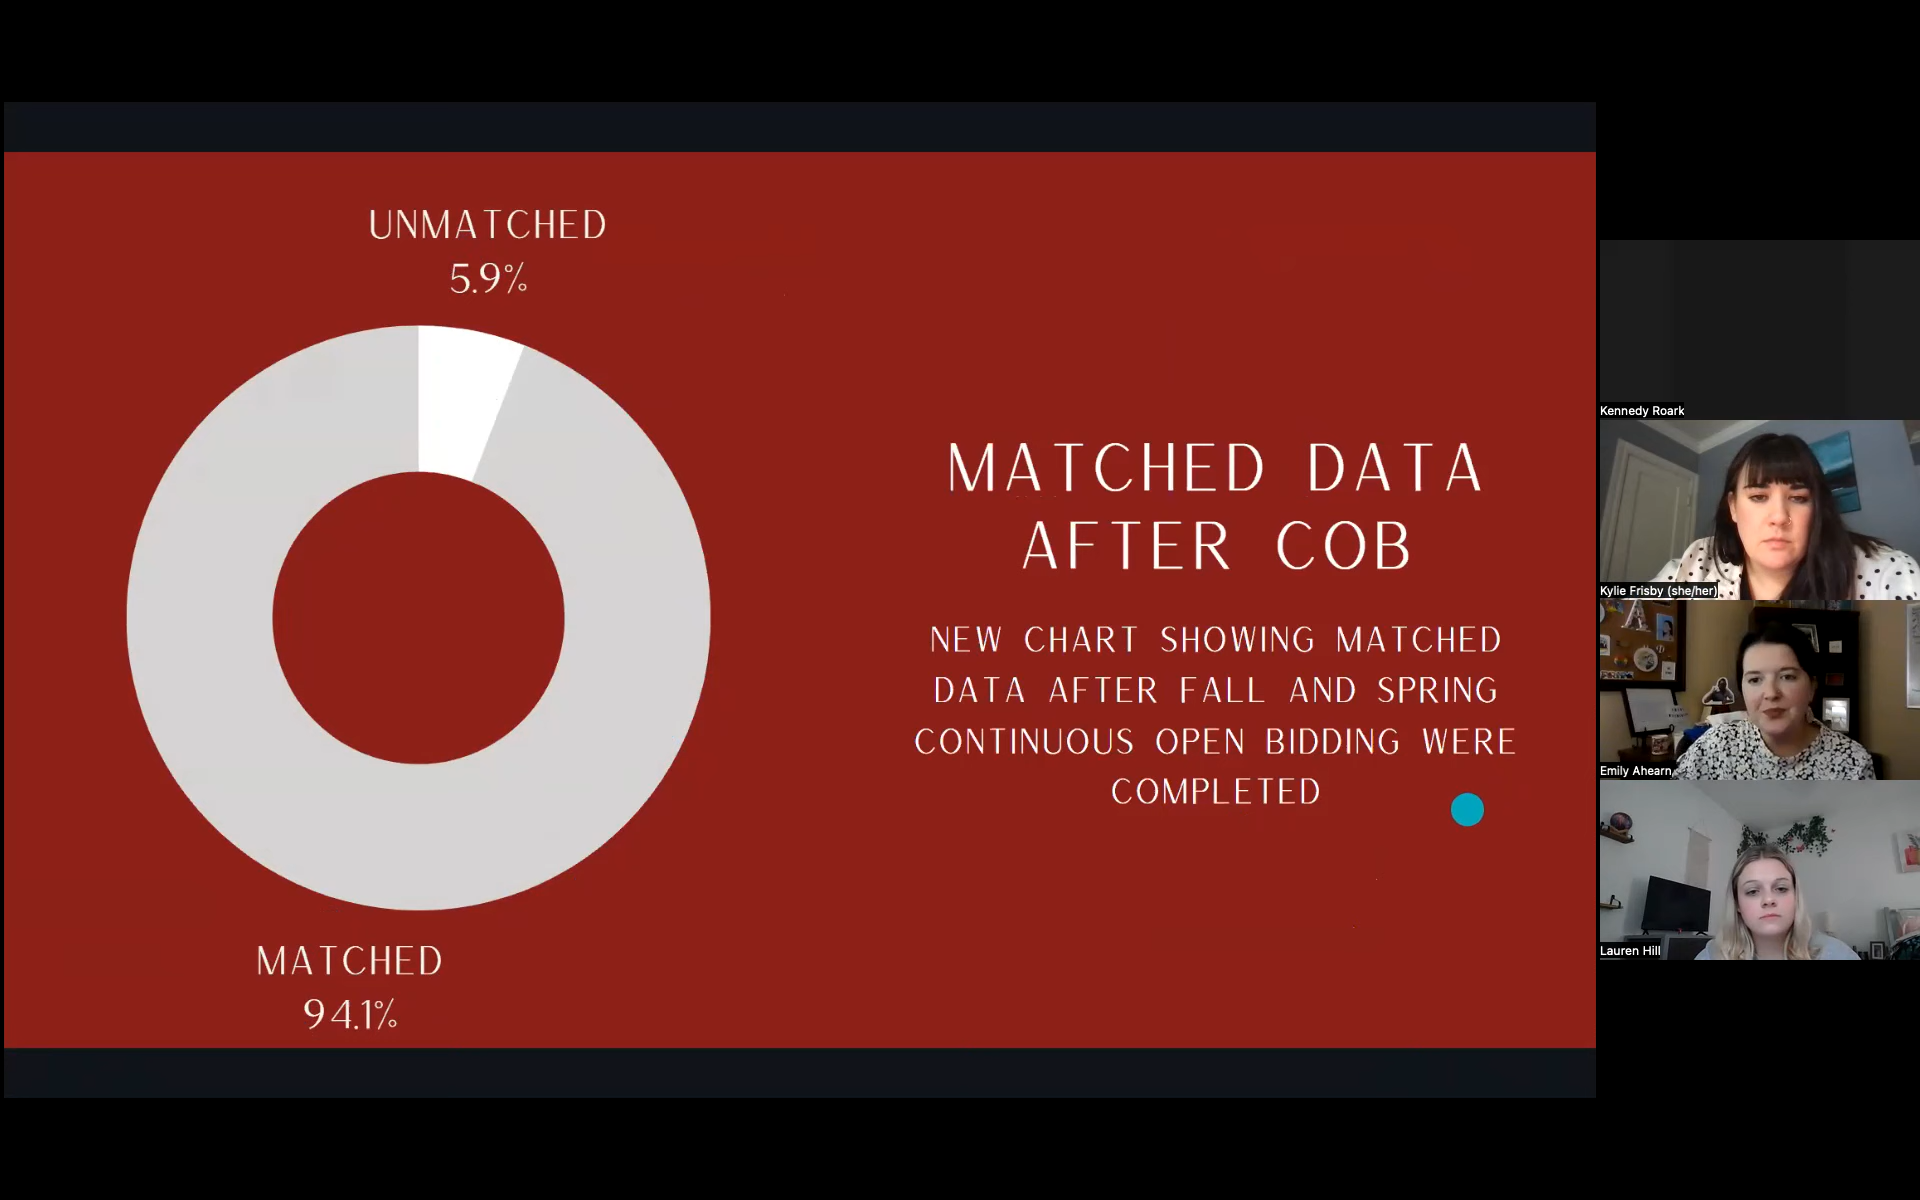 UNMATCHED
5.9%
MATCHED DATA
AFTER COB
NEW CHART SHOWING MATCHED
DATA AFTER FALL AND SPRING
CONTINUOUS OPEN BIDDING WERE
COMPLETED
MATCHED
94.1%
Kennedy Roark
Kylie Frisby (she/her)
Emily Ahearn
Lauren Hill